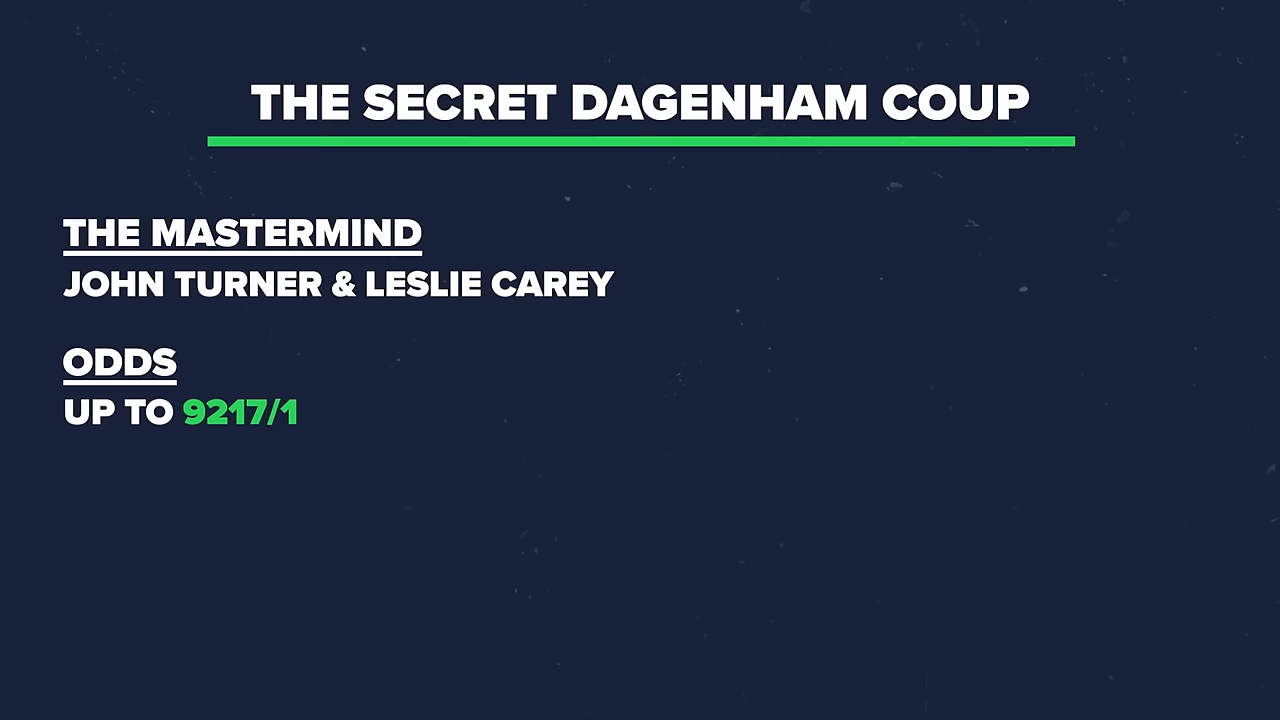 THE SECRET DAGENHAM COUP
THE MASTERMIND
JOHN TURNER & LESLIE CAREY
ODDS
UP TO 9217/1